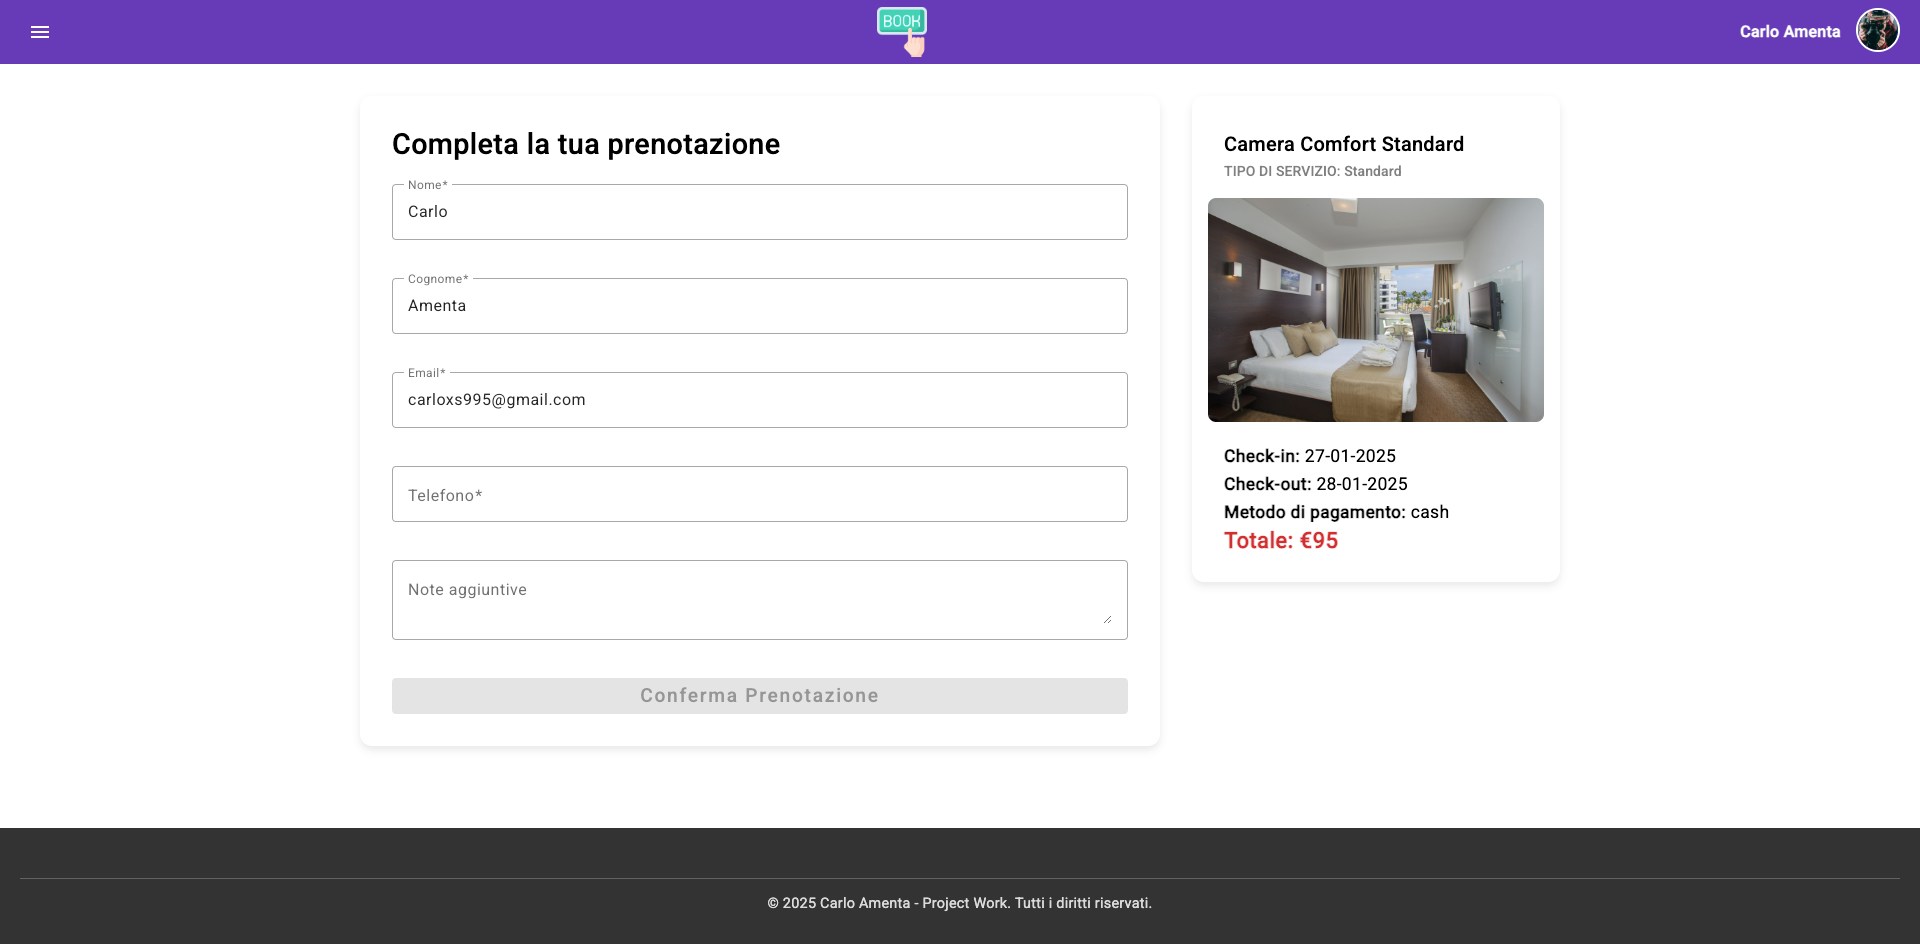 BOOK
Carlo Amenta
Completa la tua prenotazione
Nome*
Carlo
Cognome*
Amenta
Email*
carloxs995@gmail.com
Telefono*
Note aggiuntive
Conferma Prenotazione
Camera Comfort Standard
TIPO DI SERVIZIO: Standard
Check-in: 27-01-2025
Check-out: 28-01-2025
Metodo di pagamento: cash
Totale: €95
© 2025 Carlo Amenta - Project Work. Tutti i diritti riservati.